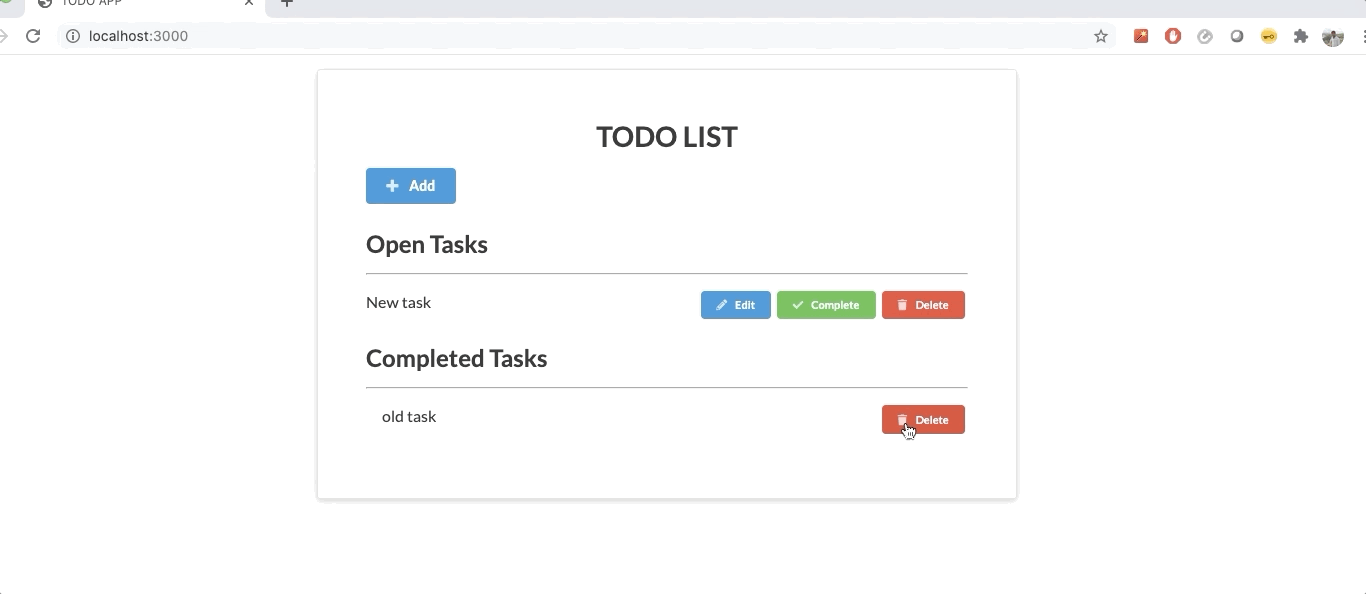 TODO APP
localhost:3000
TODO LIST
Add
Open Tasks
New task Edit Complete Delete
Completed Tasks
old task Delete